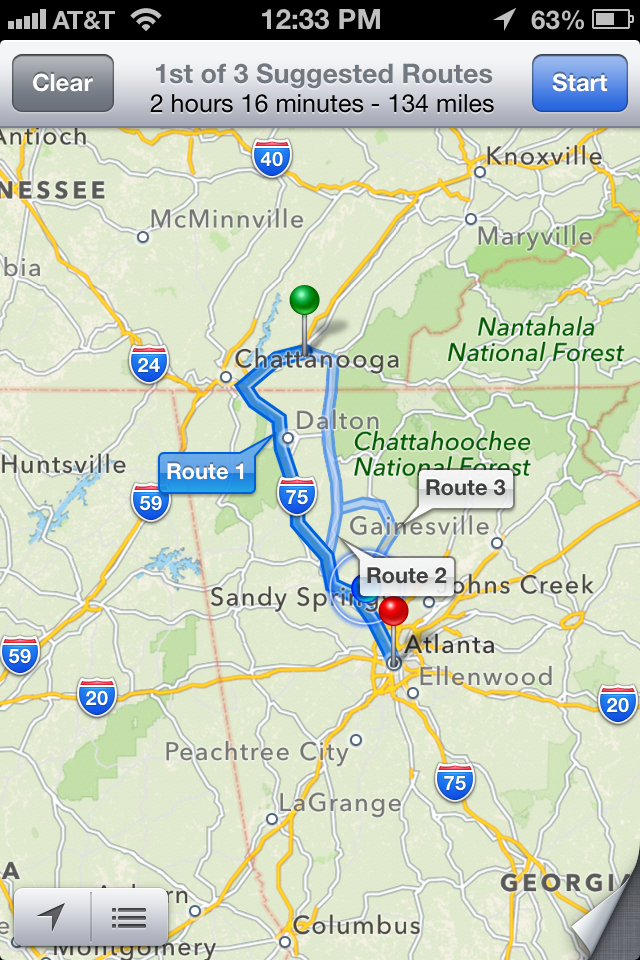 AT&T 12:33 PM 63%
Clear
1st of 3 Suggested Routes
2 hours 16 minutes - 134 miles
Start
Antioch
40
Knoxville
NESSEE
McMinnville
Maryville
bia
Nantahala
National Forest
24
Chattanooga
Dalton
Chattahoochee
National Forest
Huntsville
Route 1
Route 3
59
75
Gainesville
Route 2
Sandy Springs
Johns Creek
Atlanta
59
20
Ellenwood
20
Peachtree City
75
LaGrange
GEORGIA
A
Auburn
Columbus
Montgomery